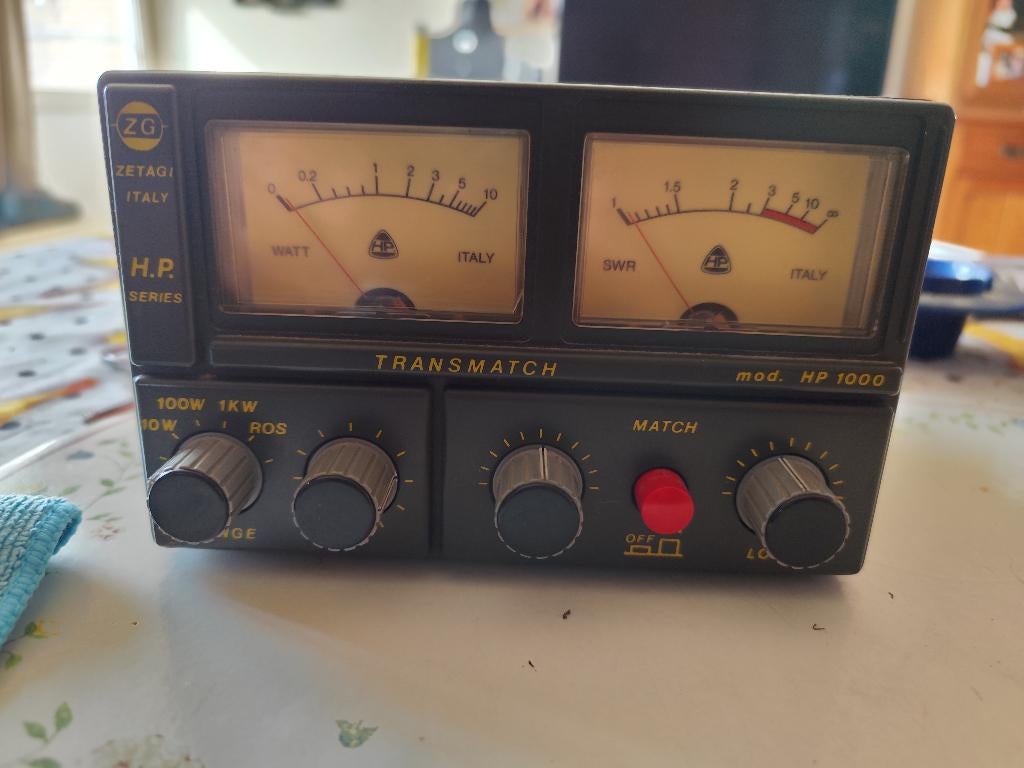 ZG
ZETAGI
ITALY
H.P.
SERIES
0 0.2 1 2 3 5 10
WATT HP ITALY
1 1.5 2 3 5 10 ∞
SWR HP ITALY
TRANSMATCH
mod. HP 1000
100W 1KW
10W ROS
MATCH
OFF